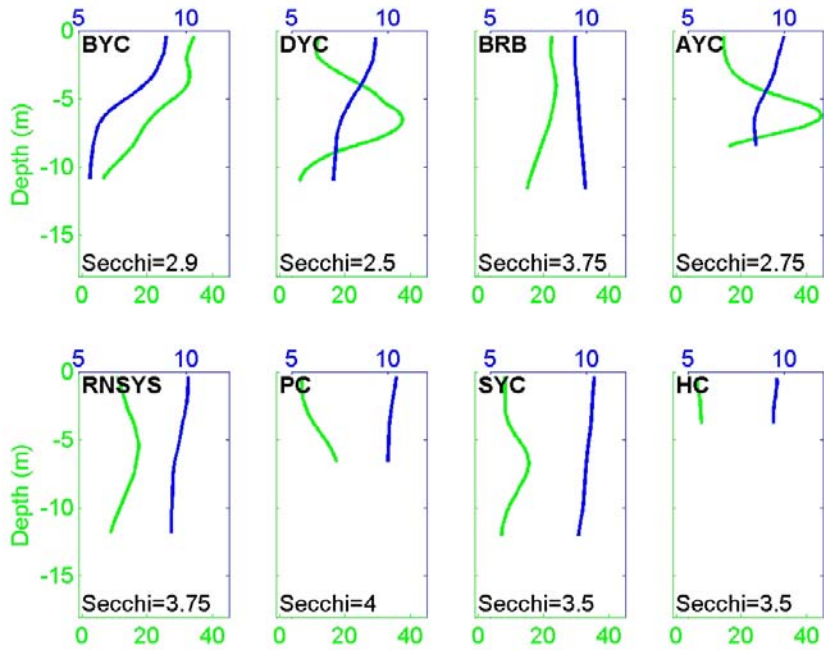 5 10 5 10 5 10 5 10
0 BYC DYC BRB AYC
-5
Depth (m)
-10
-15
Secchi=2.9 Secchi=2.5 Secchi=3.75 Secchi=2.75
0 20 40 0 20 40 0 20 40 0 20 40
5 10 5 10 5 10 5 10
0 RNSYS PC SYC HC
-5
Depth (m)
-10
-15
Secchi=3.75 Secchi=4 Secchi=3.5 Secchi=3.5
0 20 40 0 20 40 0 20 40 0 20 40